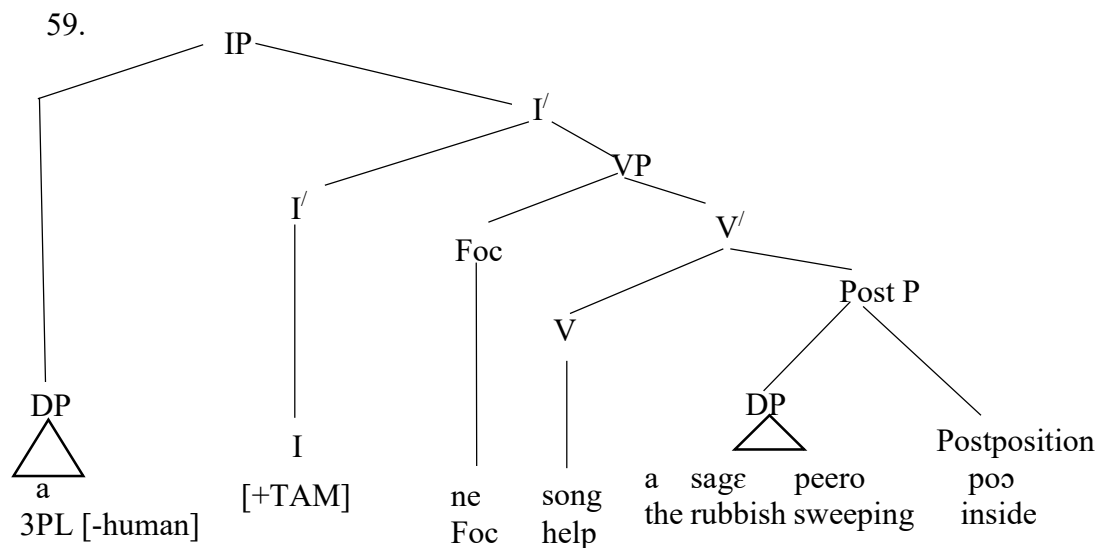 59.
IP
I/
VP
I/
V/
Foc
Post P
V
DP
DP
Postposition
I
a
a sagɛ peero poɔ
[+TAM]
ne song
the rubbish sweeping inside
3PL [-human]
Foc help